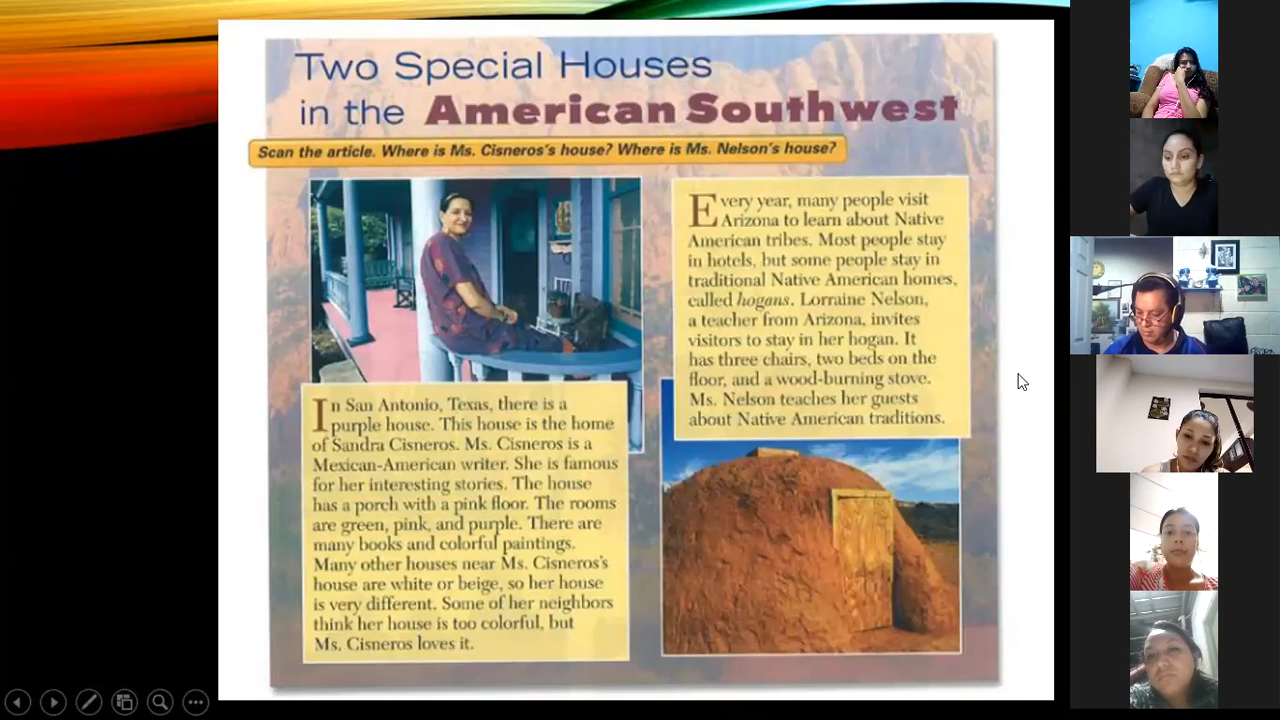 Two Special Houses
in the American Southwest
Scan the article. Where is Ms. Cisneros's house? Where is Ms. Nelson's house?
In San Antonio, Texas, there is a
purple house. This house is the home
of Sandra Cisneros. Ms. Cisneros is a
Mexican-American writer. She is famous
for her interesting stories. The house
has a porch with a pink floor. The rooms
are green, pink, and purple. There are
many books and colorful paintings.
Many other houses near Ms. Cisneros's
house are white or beige, so her house
is very different. Some of her neighbors
think her house is too colorful, but
Ms. Cisneros loves it.
Every year, many people visit
Arizona to learn about Native
American tribes. Most people stay
in hotels, but some people stay in
traditional Native American homes,
called hogans. Lorraine Nelson,
a teacher from Arizona, invites
visitors to stay in her hogan. It
has three chairs, two beds on the
floor, and a wood-burning stove.
Ms. Nelson teaches her guests
about Native American traditions.